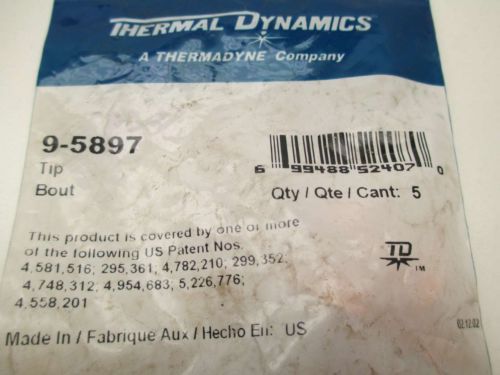 THERMAL DYNAMICS®
A THERMADYNE Company
9-5897
Tip
Bout
6 99488 52407 0
Qty / Qte / Cant: 5
This product is covered by one or more
of the following US Patent Nos.
4,581,516; 295,361; 4,782,210; 299,352;
4,748,312; 4,954,683; 5,226,776;
4,558,201
TD
TM
Made In / Fabrique Aux / Hecho En: US
02.12.02